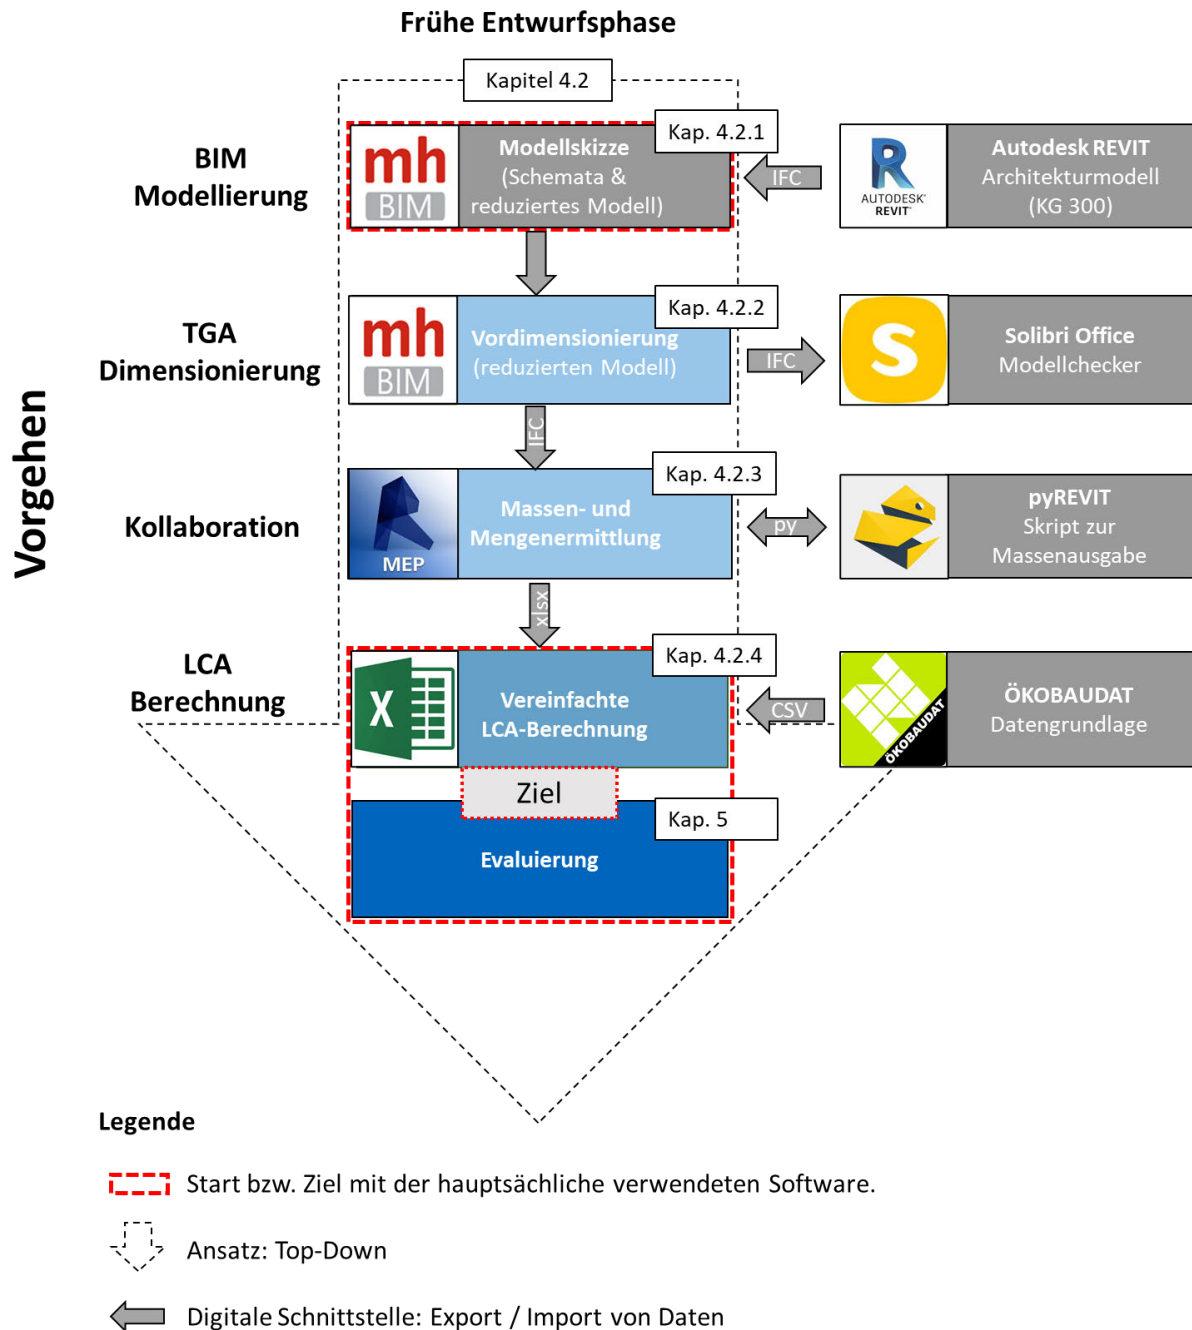 Frühe Entwurfsphase
Kapitel 4.2
Vorgehen
BIM
Modellierung
mh
BIM
Modellskizze
(Schemata &
reduziertes Modell)
Kap. 4.2.1
IFC
AUTODESK®
REVIT®
Autodesk REVIT
Architekturmodell
(KG 300)
TGA
Dimensionierung
mh
BIM
Vordimensionierung
(reduzierten Modell)
Kap. 4.2.2
IFC
S
Solibri Office
Modellchecker
IFC
Kollaboration
MEP
Massen- und
Mengenermittlung
Kap. 4.2.3
py
pyREVIT
Skript zur
Massenausgabe
xlsx
LCA
Berechnung
X
Vereinfachte
LCA-Berechnung
Kap. 4.2.4
CSV
ÖKOBAUDAT
ÖKOBAUDAT
Datengrundlage
Ziel
Kap. 5
Evaluierung
Legende
Start bzw. Ziel mit der hauptsächliche verwendeten Software.
Ansatz: Top-Down
Digitale Schnittstelle: Export / Import von Daten